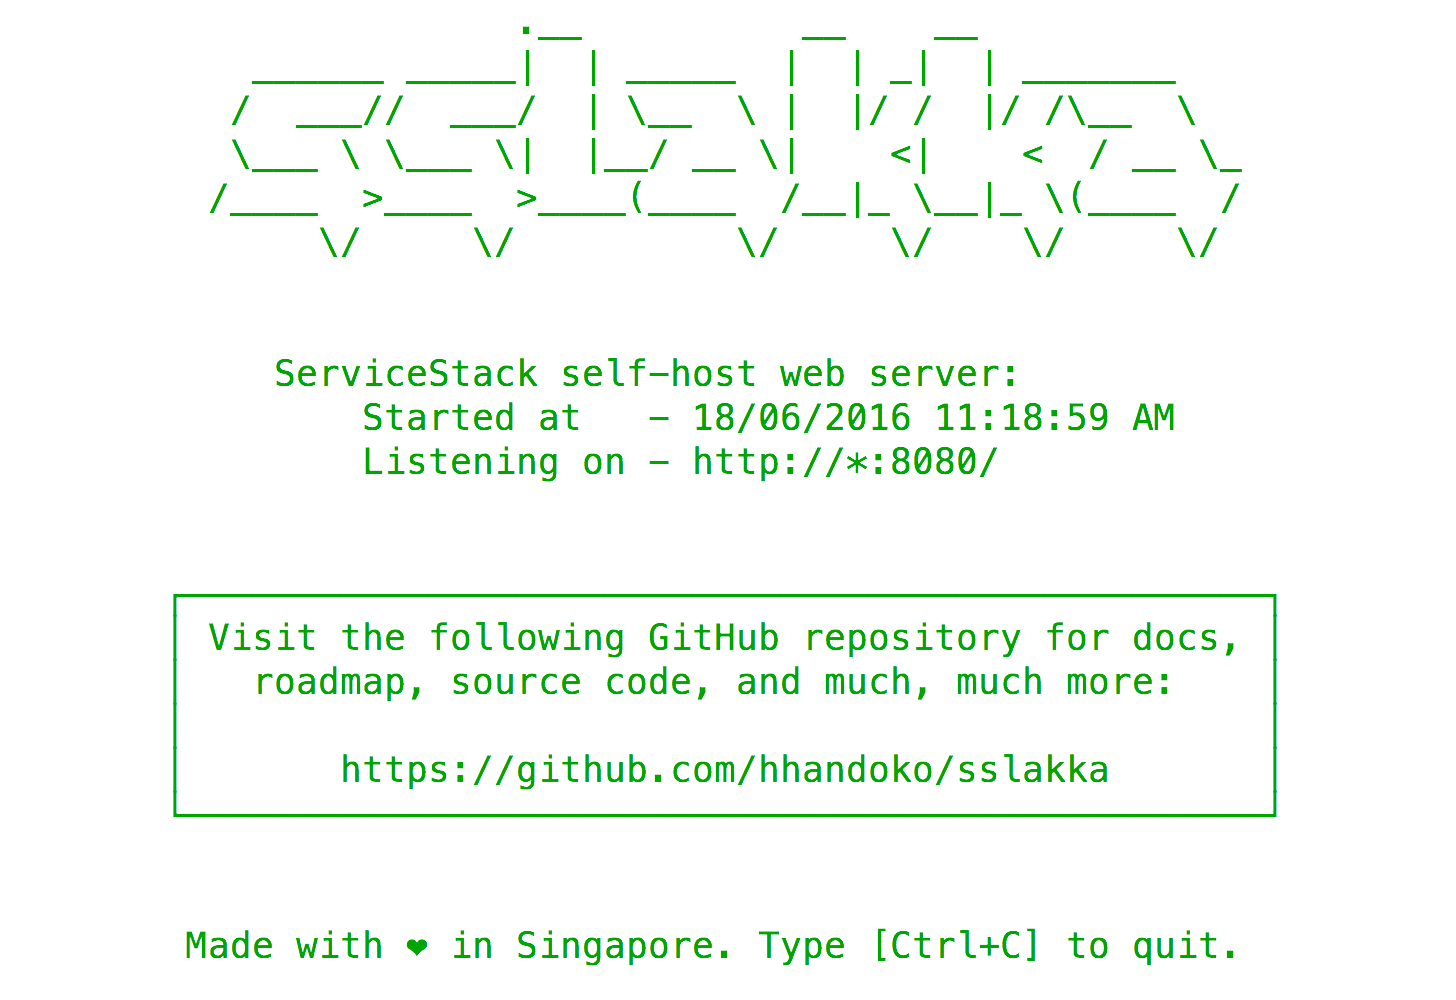 sslakka
ServiceStack self-host web server:
Started at   - 18/06/2016 11:18:59 AM
Listening on - http://*:8080/
Visit the following GitHub repository for docs,
roadmap, source code, and much, much more:
https://github.com/hhandoko/sslakka
Made with ❤ in Singapore. Type [Ctrl+C] to quit.